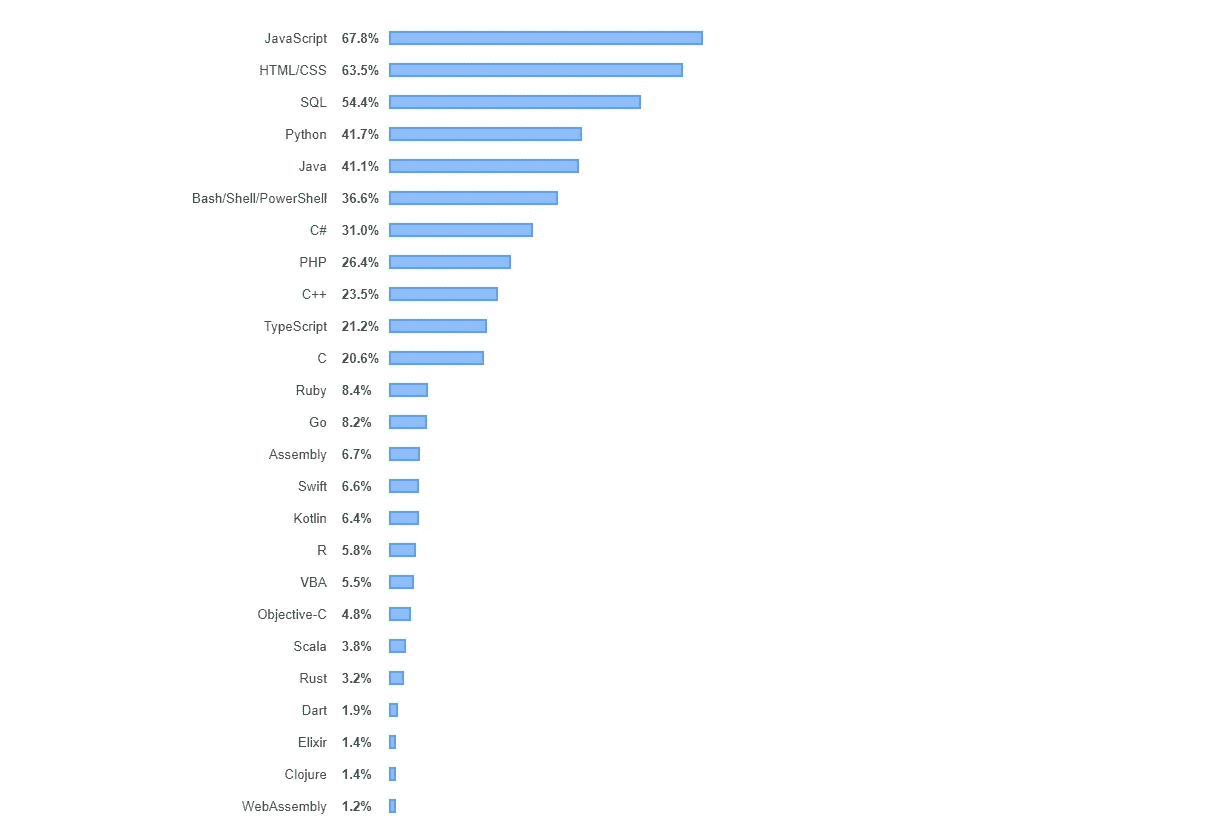 JavaScript 67.8%
HTML/CSS 63.5%
SQL 54.4%
Python 41.7%
Java 41.1%
Bash/Shell/PowerShell 36.6%
C# 31.0%
PHP 26.4%
C++ 23.5%
TypeScript 21.2%
C 20.6%
Ruby 8.4%
Go 8.2%
Assembly 6.7%
Swift 6.6%
Kotlin 6.4%
R 5.8%
VBA 5.5%
Objective-C 4.8%
Scala 3.8%
Rust 3.2%
Dart 1.9%
Elixir 1.4%
Clojure 1.4%
WebAssembly 1.2%